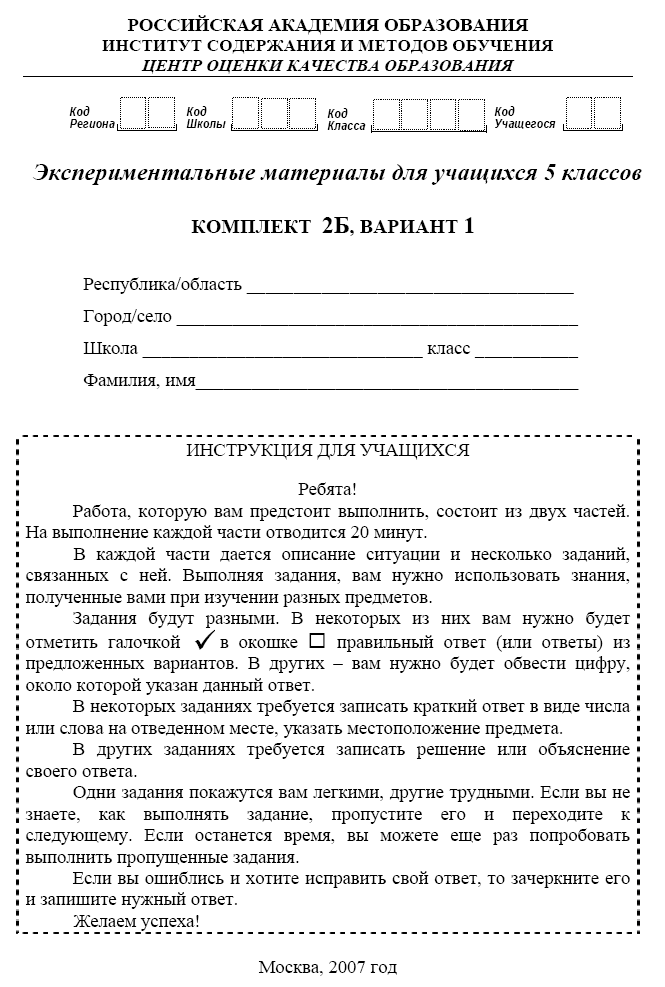 РОССИЙСКАЯ АКАДЕМИЯ ОБРАЗОВАНИЯ
ИНСТИТУТ СОДЕРЖАНИЯ И МЕТОДОВ ОБУЧЕНИЯ
ЦЕНТР ОЦЕНКИ КАЧЕСТВА ОБРАЗОВАНИЯ
Код Региона Код Школы Код Класса Код Учащегося
Экспериментальные материалы для учащихся 5 классов
КОМПЛЕКТ 2Б, ВАРИАНТ 1
Республика/область ___________________________________
Город/село ___________________________________________
Школа ______________________________ класс ___________
Фамилия, имя_________________________________________
ИНСТРУКЦИЯ ДЛЯ УЧАЩИХСЯ
Ребята!
Работа, которую вам предстоит выполнить, состоит из двух частей.
На выполнение каждой части отводится 20 минут.
В каждой части дается описание ситуации и несколько заданий,
связанных с ней. Выполняя задания, вам нужно использовать знания,
полученные вами при изучении разных предметов.
Задания будут разными. В некоторых из них вам нужно будет
отметить галочкой ✓ в окошке ☐ правильный ответ (или ответы) из
предложенных вариантов. В других – вам нужно будет обвести цифру,
около которой указан данный ответ.
В некоторых заданиях требуется записать краткий ответ в виде числа
или слова на отведенном месте, указать местоположение предмета.
В других заданиях требуется записать решение или объяснение
своего ответа.
Одни задания покажутся вам легкими, другие трудными. Если вы не
знаете, как выполнять задание, пропустите его и переходите к
следующему. Если останется время, вы можете еще раз попробовать
выполнить пропущенные задания.
Если вы ошиблись и хотите исправить свой ответ, то зачеркните его
и запишите нужный ответ.
Желаем успеха!
Москва, 2007 год